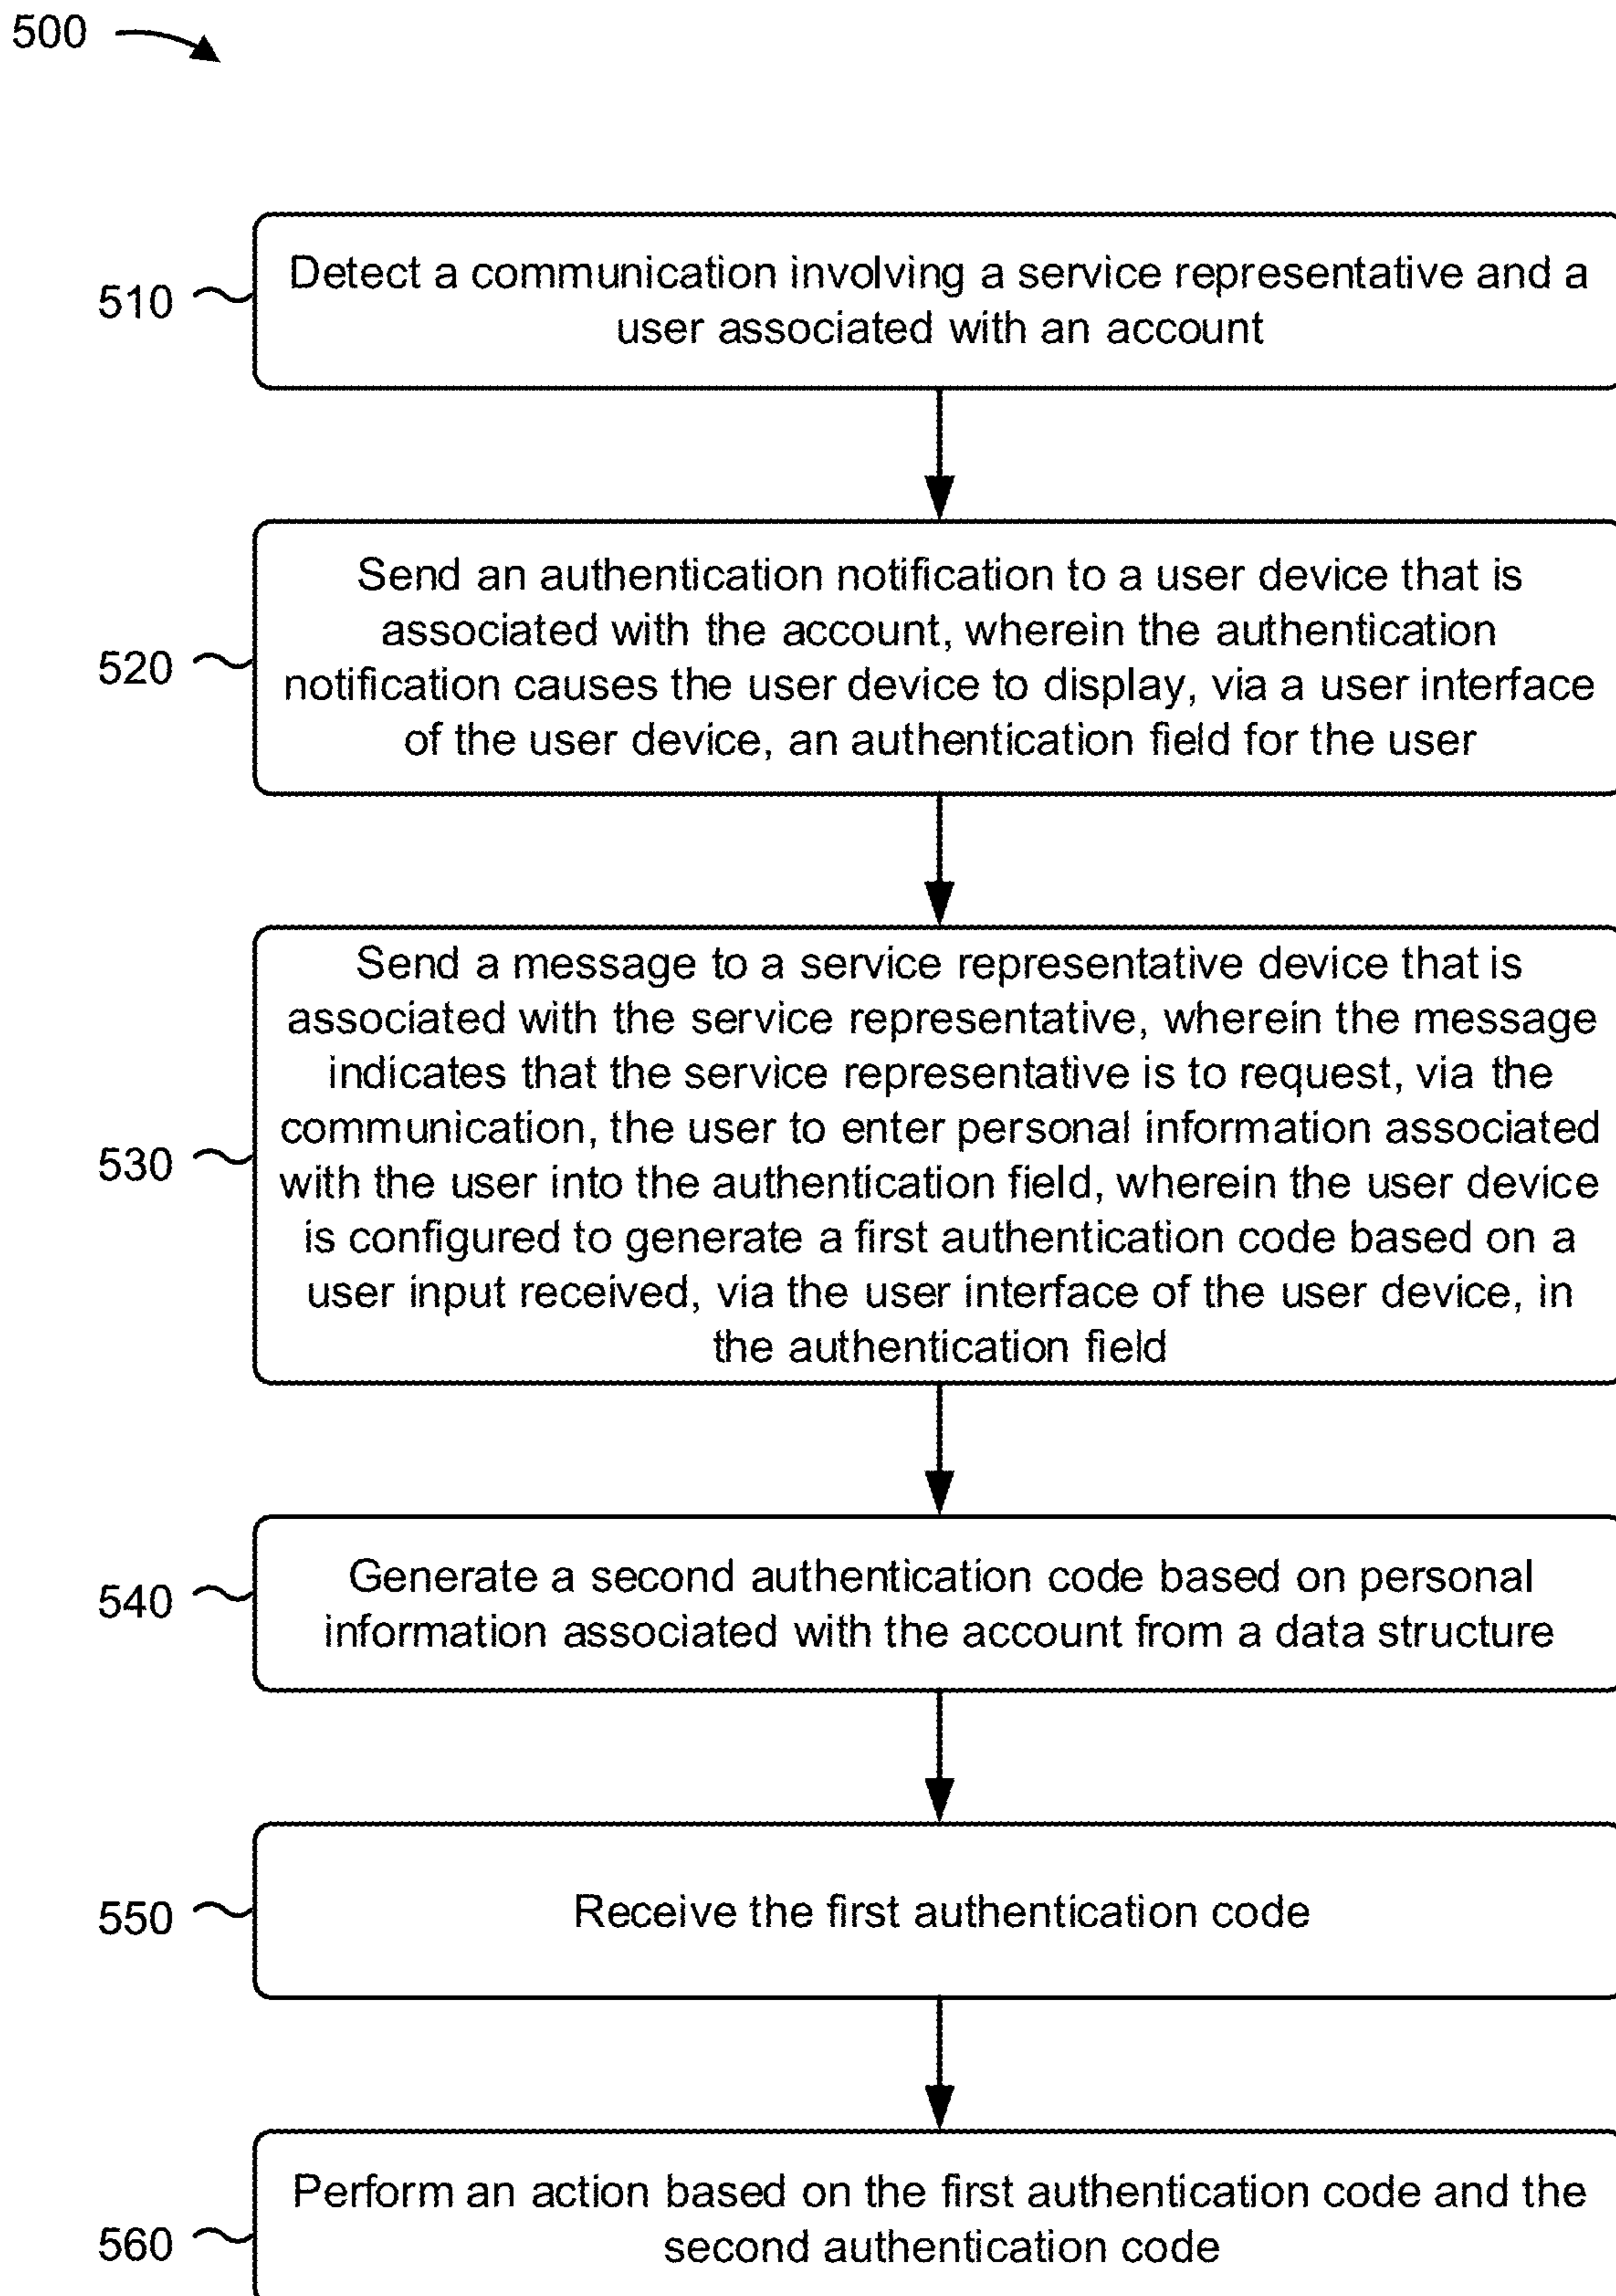 500
510
Detect a communication involving a service representative and a
user associated with an account
520
Send an authentication notification to a user device that is
associated with the account, wherein the authentication
notification causes the user device to display, via a user interface
of the user device, an authentication field for the user
530
Send a message to a service representative device that is
associated with the service representative, wherein the message
indicates that the service representative is to request, via the
communication, the user to enter personal information associated
with the user into the authentication field, wherein the user device
is configured to generate a first authentication code based on a
user input received, via the user interface of the user device, in
the authentication field
540
Generate a second authentication code based on personal
information associated with the account from a data structure
550
Receive the first authentication code
560
Perform an action based on the first authentication code and the
second authentication code